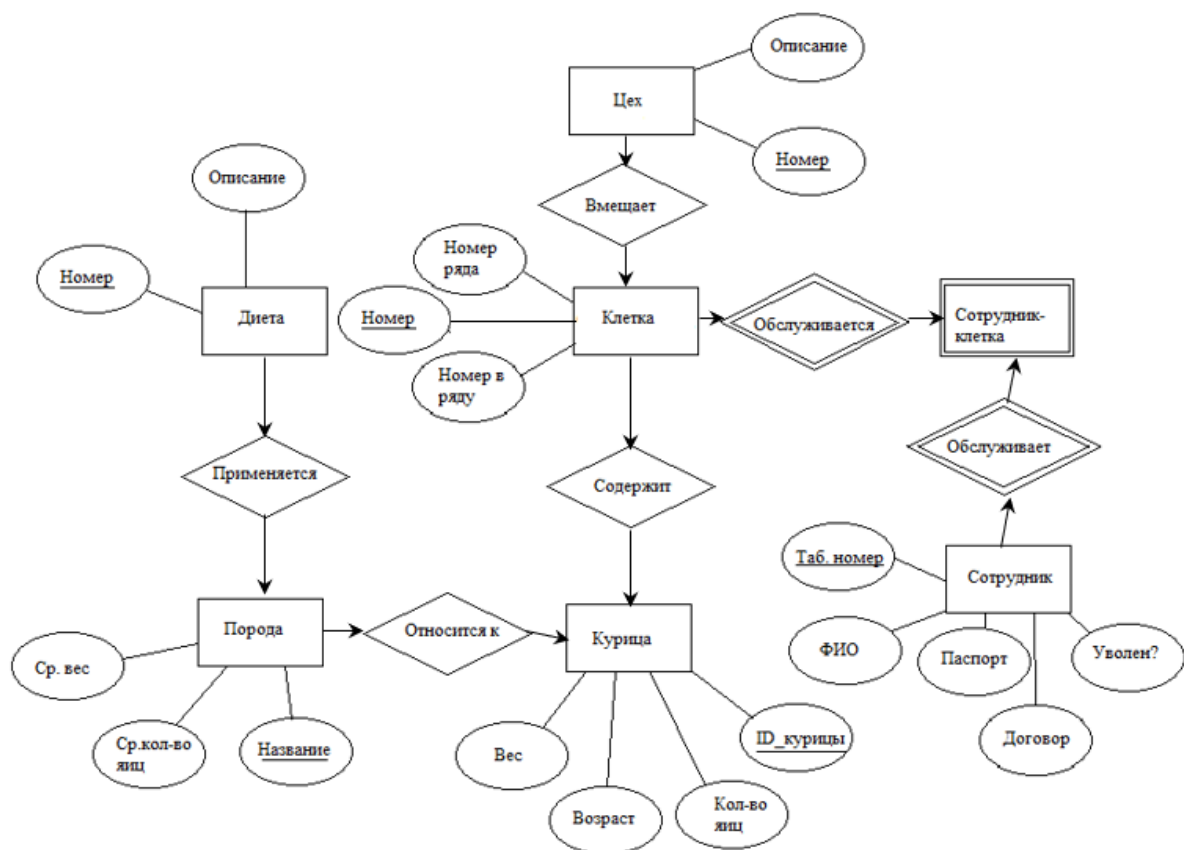 Описание
Цех
Номер
Описание
Вмещает
Номер
ряда
Номер
Диета
Номер
Клетка
Обслуживается
Сотрудник-
клетка
Номер в
ряду
Применяется
Содержит
Обслуживает
Таб. номер
Сотрудник
Порода
Относится к
Курица
Ср. вес
ФИО
Паспорт
Уволен?
Ср.кол-во
яиц
Название
Вес
ID_курицы
Договор
Возраст
Кол-во
яиц